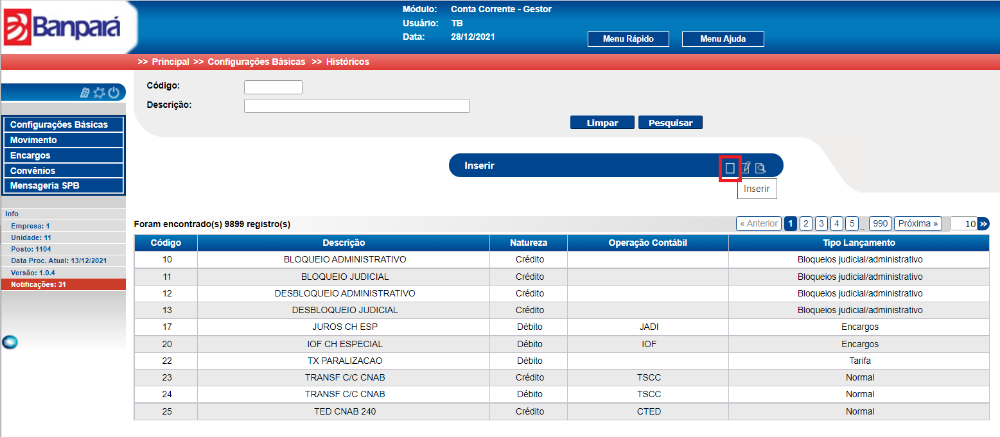 Banpará
Módulo: Conta Corrente - Gestor
Usuário: TB
Data: 28/12/2021
Menu Rápido Menu Ajuda
>> Principal >> Configurações Básicas >> Históricos
Código:
Descrição:
Limpar Pesquisar
Configurações Básicas
Movimento
Encargos
Convênios
Mensageria SPB
Info
Empresa: 1
Unidade: 11
Posto: 1104
Data Proc. Atual: 13/12/2021
Versão: 1.0.4
Notificações: 31
Inserir
Inserir
Foram encontrado(s) 9899 registro(s)
« Anterior 1 2 3 4 5 .. 990 Próxima » 10 »
Código Descrição Natureza Operação Contábil Tipo Lançamento
10 BLOQUEIO ADMINISTRATIVO Crédito Bloqueios judicial/administrativo
11 BLOQUEIO JUDICIAL Crédito Bloqueios judicial/administrativo
12 DESBLOQUEIO ADMINISTRATIVO Crédito Bloqueios judicial/administrativo
13 DESBLOQUEIO JUDICIAL Crédito Bloqueios judicial/administrativo
17 JUROS CH ESP Débito JADI Encargos
20 IOF CH ESPECIAL Débito IOF Encargos
22 TX PARALIZACAO Débito Tarifa
23 TRANSF C/C CNAB Crédito TSCC Normal
24 TRANSF C/C CNAB Débito TSCC Normal
25 TED CNAB 240 Crédito CTED Normal